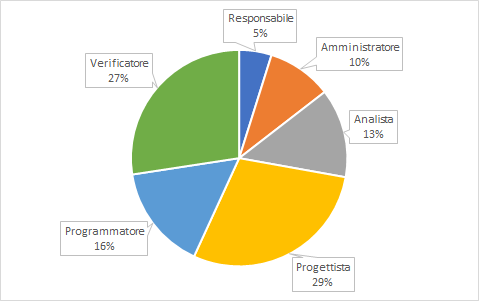 Responsabile
5%
Amministratore
10%
Analista
13%
Progettista
29%
Programmatore
16%
Verificatore
27%